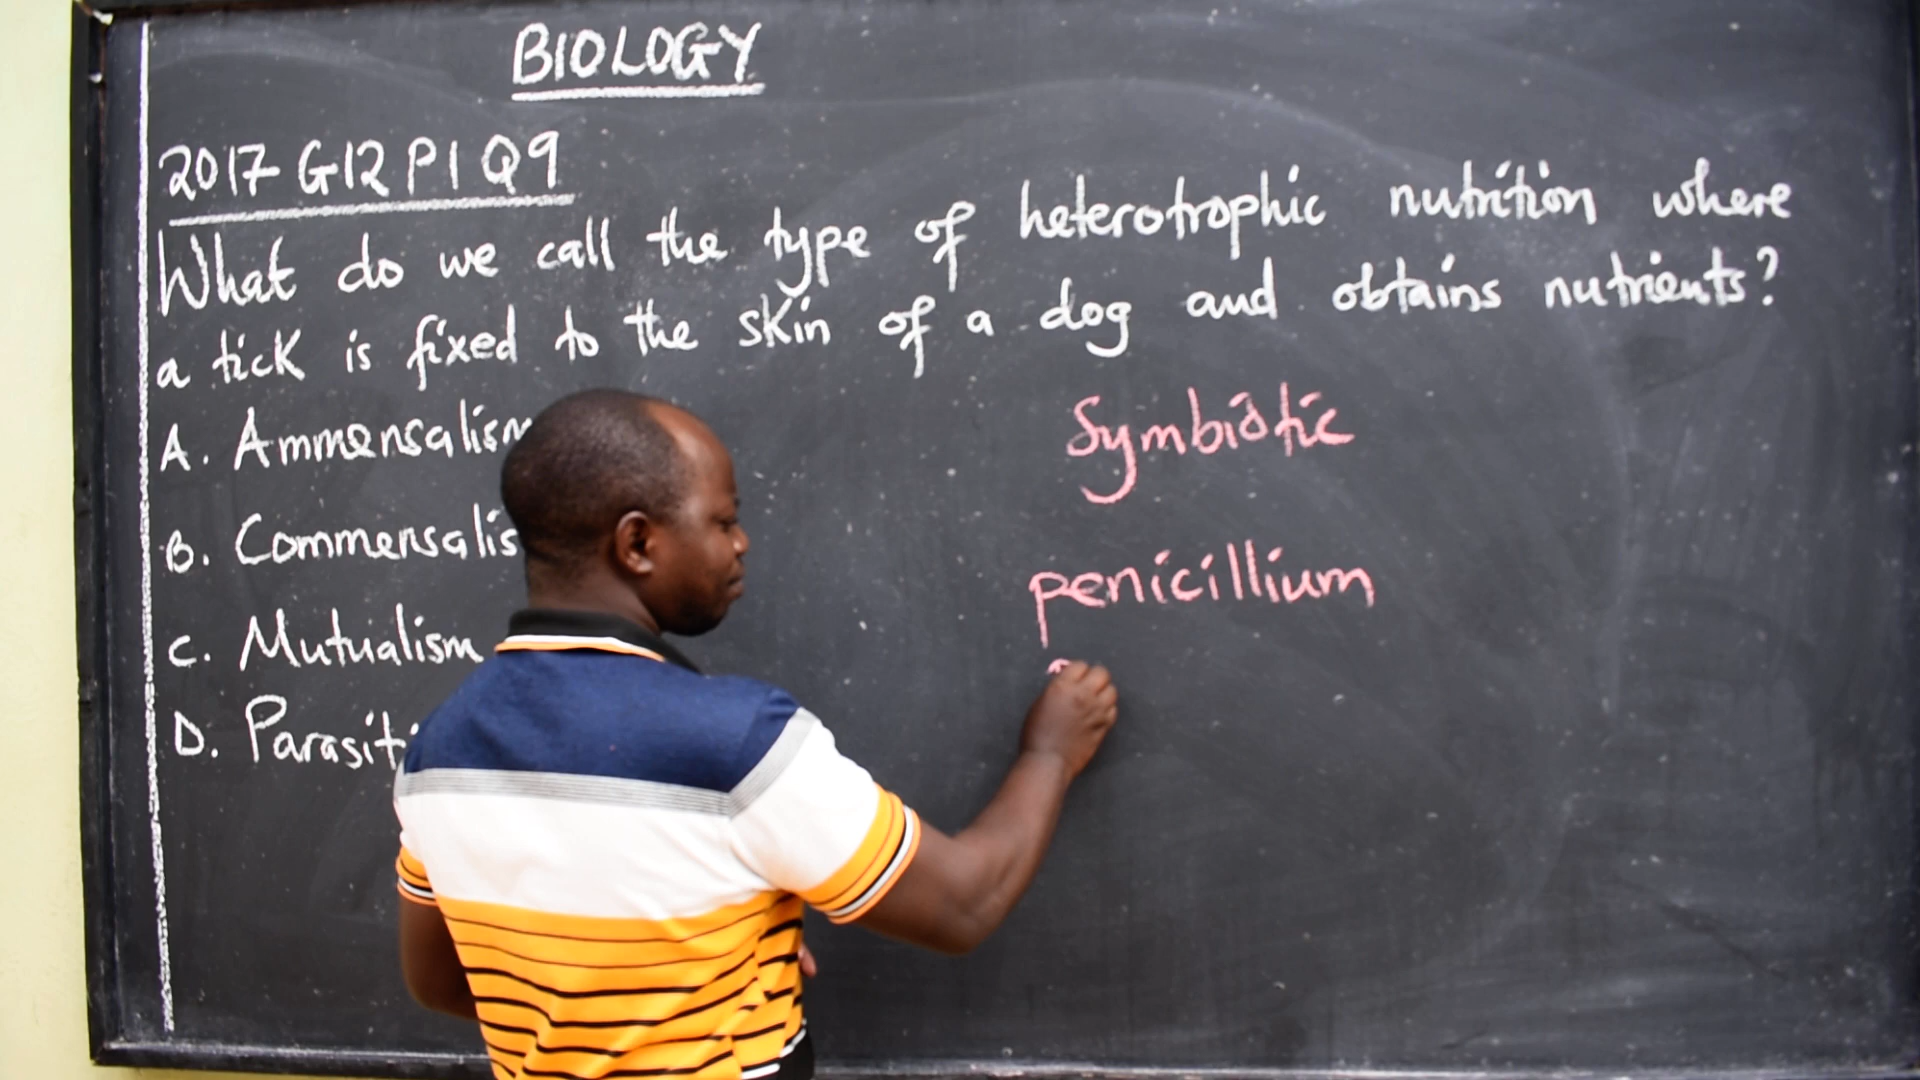 BIOLOGY
2017 G12 P1 Q9
What do we call the type of heterotrophic nutrition where
a tick is fixed to the skin of a dog and obtains nutrients?
A. Ammensalism
B. Commensalis
C. Mutualism
D. Parasiti
Symbiotic
penicillium